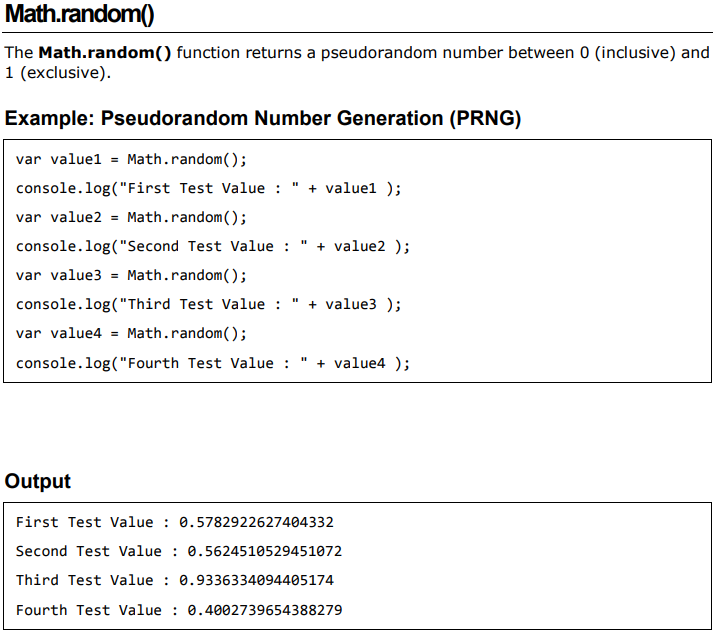 Math.random()
The Math.random() function returns a pseudorandom number between 0 (inclusive) and
1 (exclusive).
Example: Pseudorandom Number Generation (PRNG)
var value1 = Math.random();
console.log("First Test Value : " + value1 );
var value2 = Math.random();
console.log("Second Test Value : " + value2 );
var value3 = Math.random();
console.log("Third Test Value : " + value3 );
var value4 = Math.random();
console.log("Fourth Test Value : " + value4 );
Output
First Test Value : 0.5782922627404332
Second Test Value : 0.5624510529451072
Third Test Value : 0.9336334094405174
Fourth Test Value : 0.4002739654388279